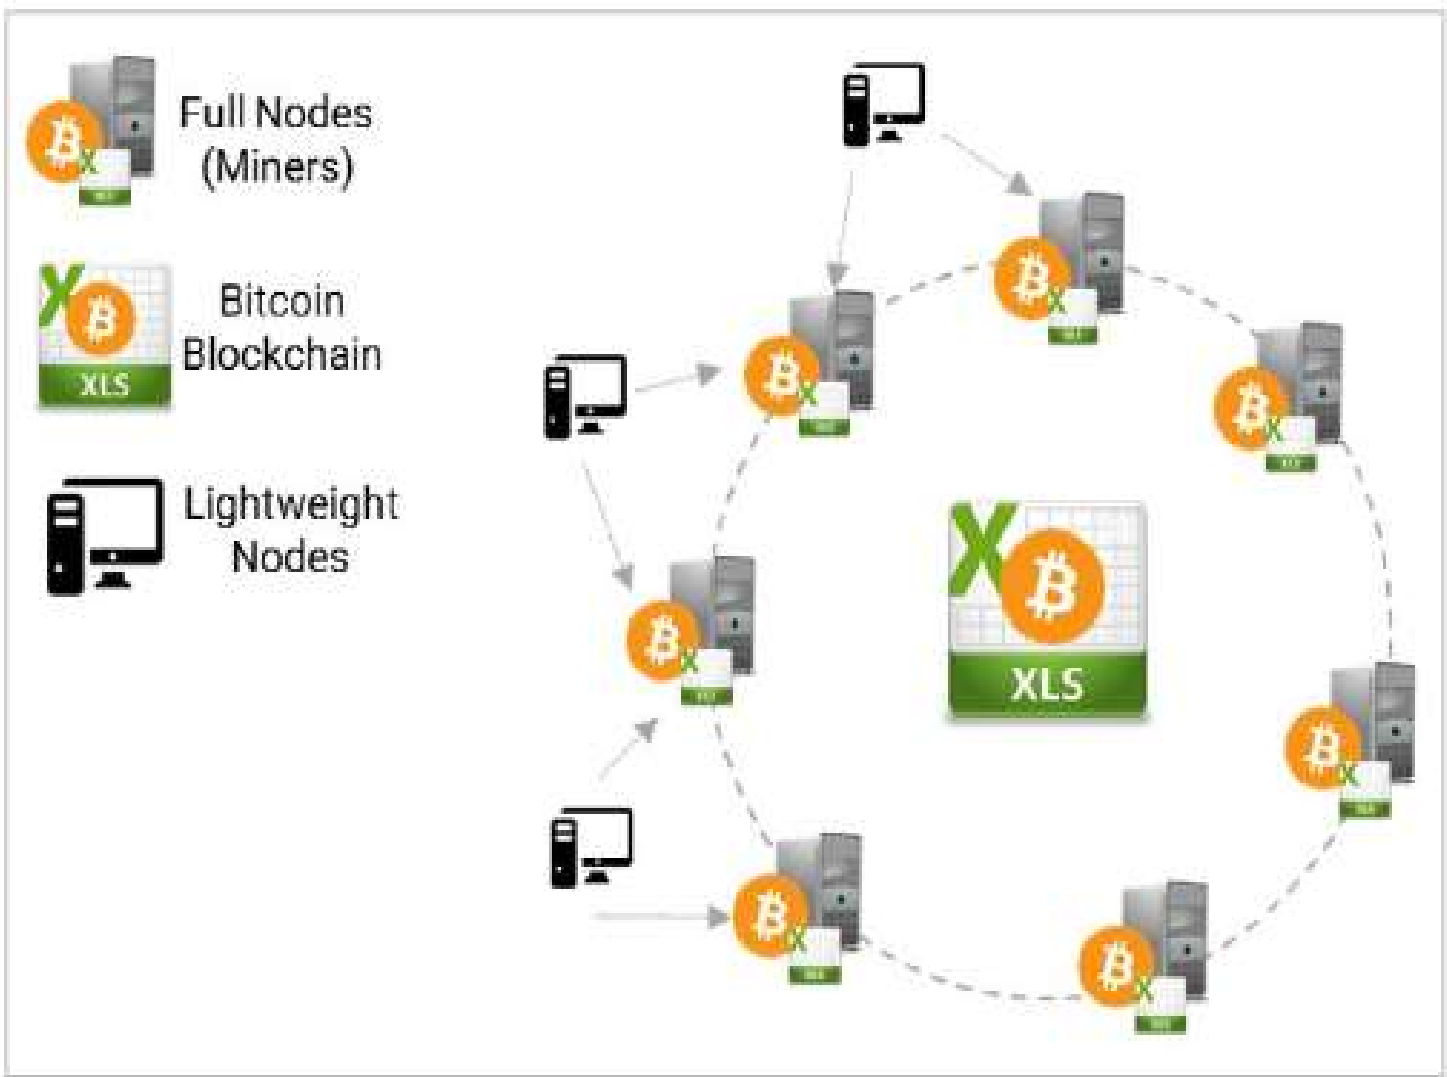 Full Nodes
(Miners)
Bitcoin
Blockchain
XLS
Lightweight
Nodes
XLS